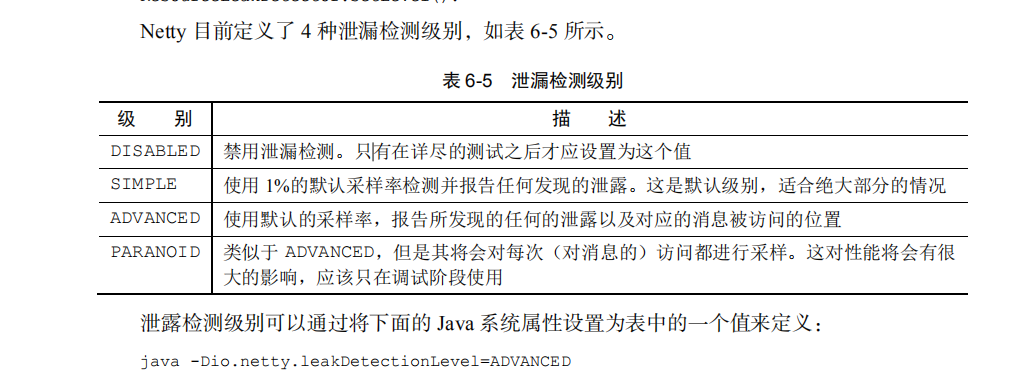 Netty 目前定义了 4 种泄漏检测级别，如表 6-5 所示。
表 6-5 泄漏检测级别
级 别 描 述
DISABLED 禁用泄漏检测。只有在详尽的测试之后才应设置为这个值
SIMPLE 使用 1%的默认采样率检测并报告任何发现的泄露。这是默认级别，适合绝大部分的情况
ADVANCED 使用默认的采样率，报告所发现的任何的泄露以及对应的消息被访问的位置
PARANOID 类似于 ADVANCED，但是其将会对每次（对消息的）访问都进行采样。这对性能将会有很
大的影响，应该只在调试阶段使用
泄露检测级别可以通过将下面的 Java 系统属性设置为表中的一个值来定义：
java -Dio.netty.leakDetectionLevel=ADVANCED